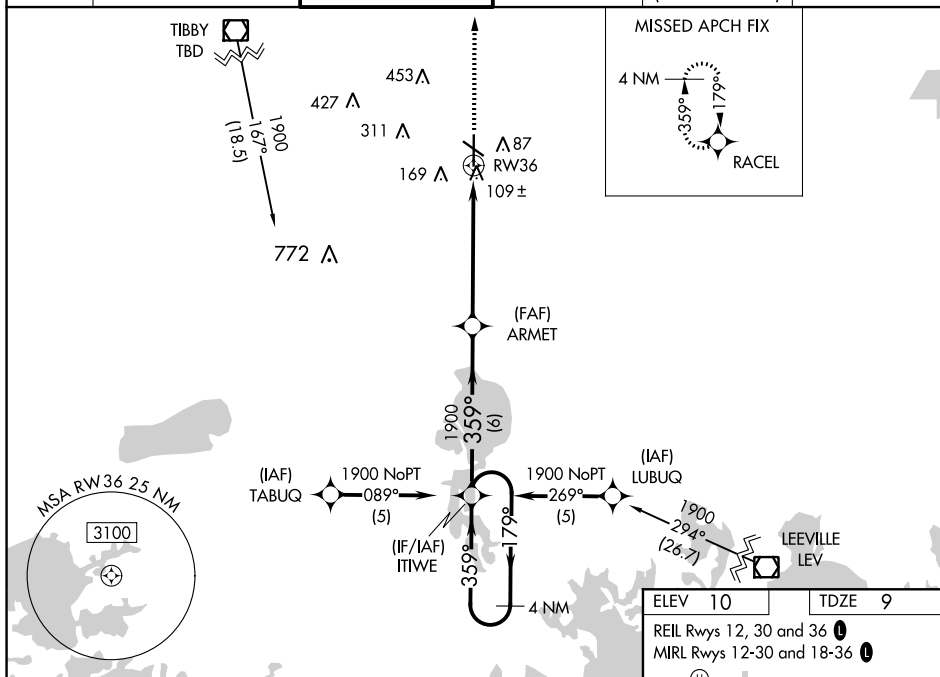 TIBBY
TBD
1900
167°
(18.5)
453
427
311
169
87
RW36
109 ±
772
MISSED APCH FIX
4 NM
359°
179°
RACEL
(FAF)
ARMET
1900
359°
(6)
(IAF)
TABUQ
1900 NoPT
089°
(5)
1900 NoPT
269°
(5)
(IAF)
LUBUQ
(IF/IAF)
ITIWE
359°
179°
4 NM
1900
294°
(26.7)
LEEVILLE
LEV
MSA RW36 25 NM
3100
ELEV 10
TDZE 9
REIL Rwys 12, 30 and 36 L
MIRL Rwys 12-30 and 18-36 L